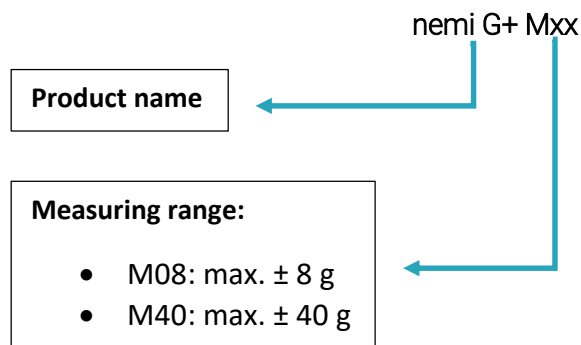 nemi G+ Mxx
Product name
Measuring range:
• M08: max. ± 8 g
• M40: max. ± 40 g